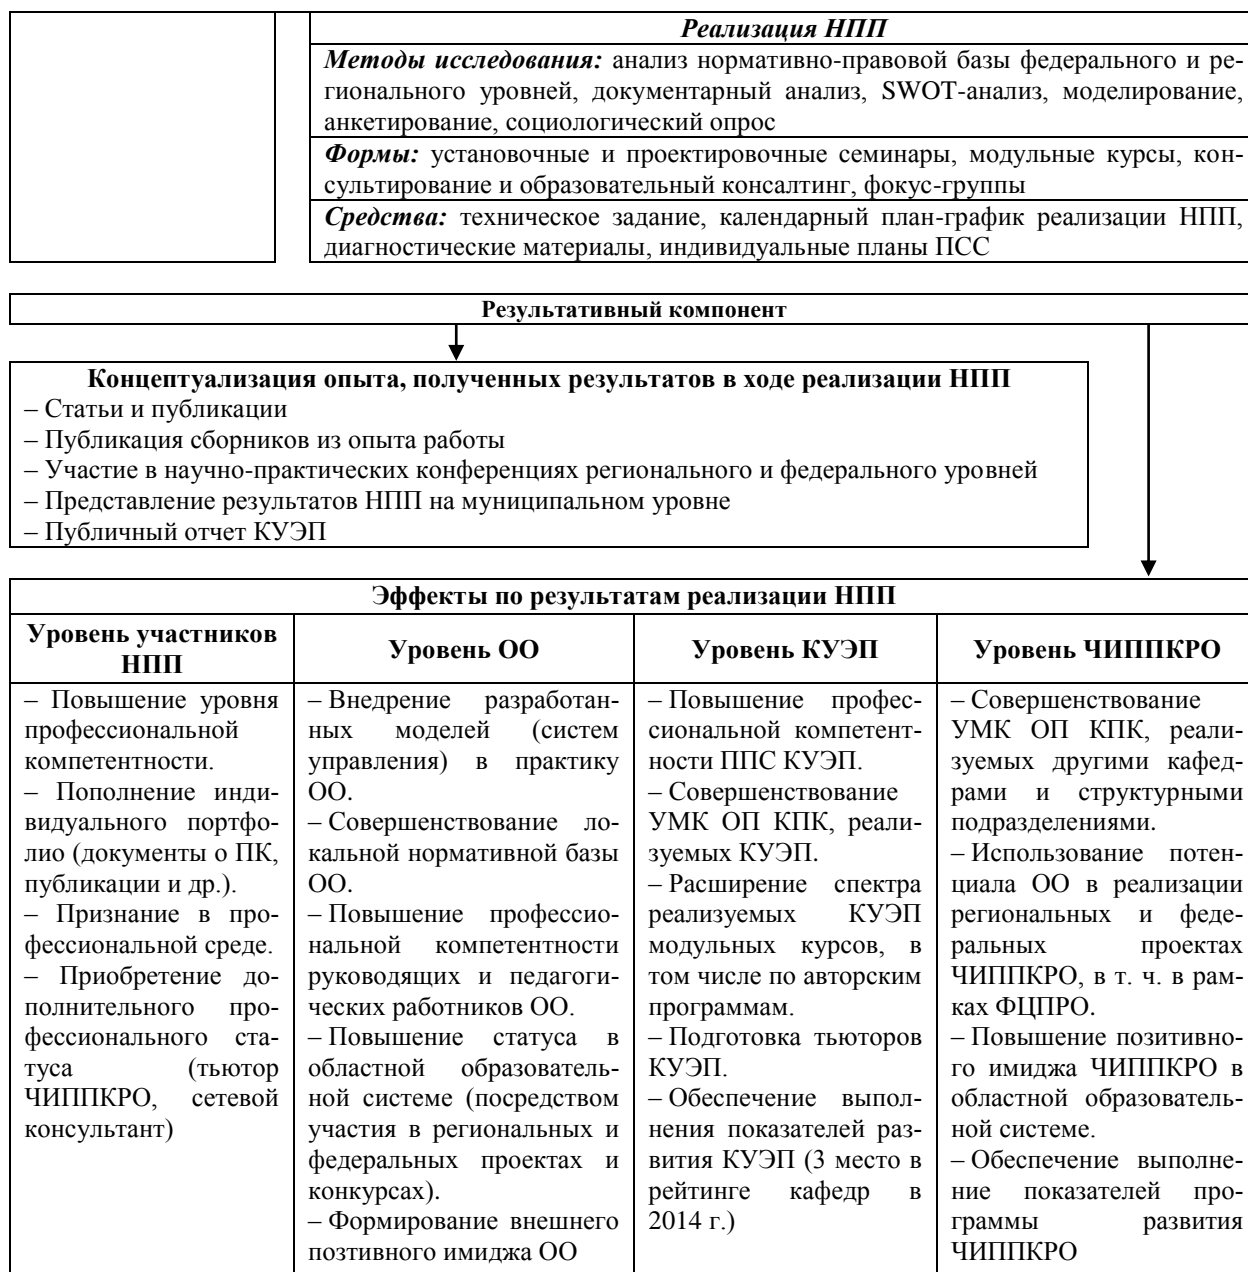 Реализация НПП
Методы исследования: анализ нормативно-правовой базы федерального и ре-
гионального уровней, документарный анализ, SWOT-анализ, моделирование,
анкетирование, социологический опрос
Формы: установочные и проектировочные семинары, модульные курсы, кон-
сультирование и образовательный консалтинг, фокус-группы
Средства: техническое задание, календарный план-график реализации НПП,
диагностические материалы, индивидуальные планы ПСС
Результативный компонент
Концептуализация опыта, полученных результатов в ходе реализации НПП
– Статьи и публикации
– Публикация сборников из опыта работы
– Участие в научно-практических конференциях регионального и федерального уровней
– Представление результатов НПП на муниципальном уровне
– Публичный отчет КУЭП
Эффекты по результатам реализации НПП
Уровень участников
НПП
Уровень ОО
Уровень КУЭП
Уровень ЧИППКРО
– Повышение уровня
профессиональной
компетентности.
– Пополнение инди-
видуального портфо-
лио (документы о ПК,
публикации и др.).
– Признание в про-
фессиональной среде.
– Приобретение до-
полнительного про-
фессионального ста-
туса (тьютор
ЧИППКРО, сетевой
консультант)
– Внедрение разработан-
ных моделей (систем
управления) в практику
ОО.
– Совершенствование ло-
кальной нормативной базы
ОО.
– Повышение профессио-
нальной компетентности
руководящих и педагоги-
ческих работников ОО.
– Повышение статуса в
областной образователь-
ной системе (посредством
участия в региональных и
федеральных проектах и
конкурсах).
– Формирование внешнего
позтивного имиджа ОО
– Повышение профес-
сиональной компетент-
ности ППС КУЭП.
– Совершенствование
УМК ОП КПК, реали-
зуемых КУЭП.
– Расширение спектра
реализуемых КУЭП
модульных курсов, в
том числе по авторским
программам.
– Подготовка тьюторов
КУЭП.
– Обеспечение выпол-
нения показателей раз-
вития КУЭП (3 место в
рейтинге кафедр в
2014 г.)
– Совершенствование
УМК ОП КПК, реали-
зуемых другими кафед-
рами и структурными
подразделениями.
– Использование потен-
циала ОО в реализации
региональных и феде-
ральных проектах
ЧИППКРО, в т. ч. в рам-
ках ФЦПРО.
– Повышение позитивно-
го имиджа ЧИППКРО в
областной образователь-
ной системе.
– Обеспечение выполне-
ние показателей про-
граммы развития
ЧИППКРО